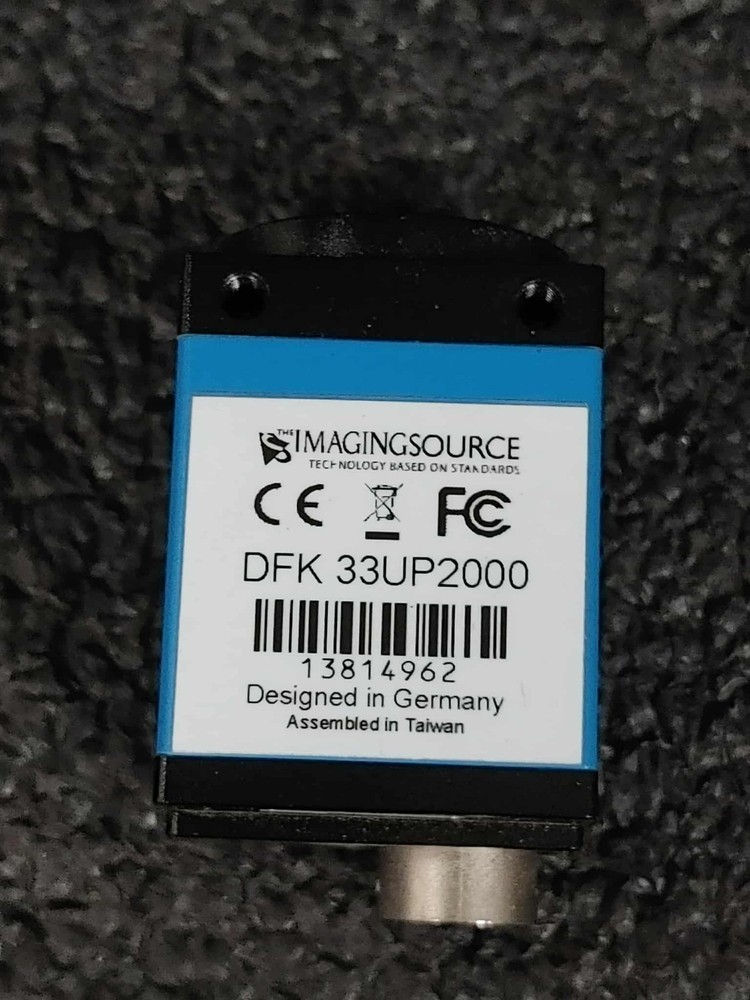 THE IMAGINGSOURCE
TECHNOLOGY BASED ON STANDARDS
CE FC
DFK 33UP2000
13814962
Designed in Germany
Assembled in Taiwan